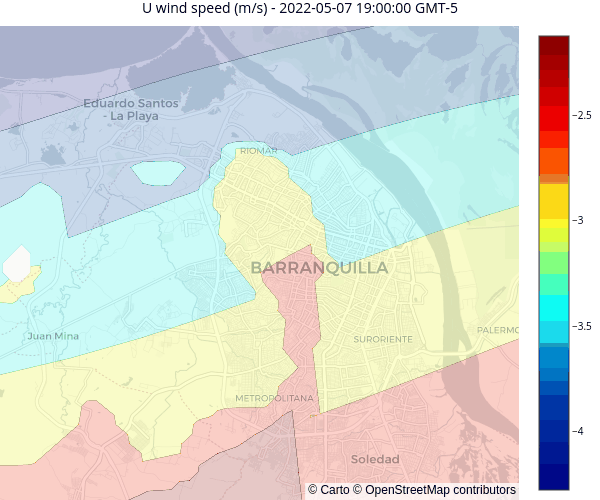 U wind speed (m/s) - 2022-05-07 19:00:00 GMT-5
Eduardo Santos
- La Playa
−2.5
RIOMAR
−3
BARRANQUILLA
−3.5
Juan Mina
SURORIENTE
PALERMO
METROPOLITANA
−4
Soledad
© Carto © OpenStreetMap contributors